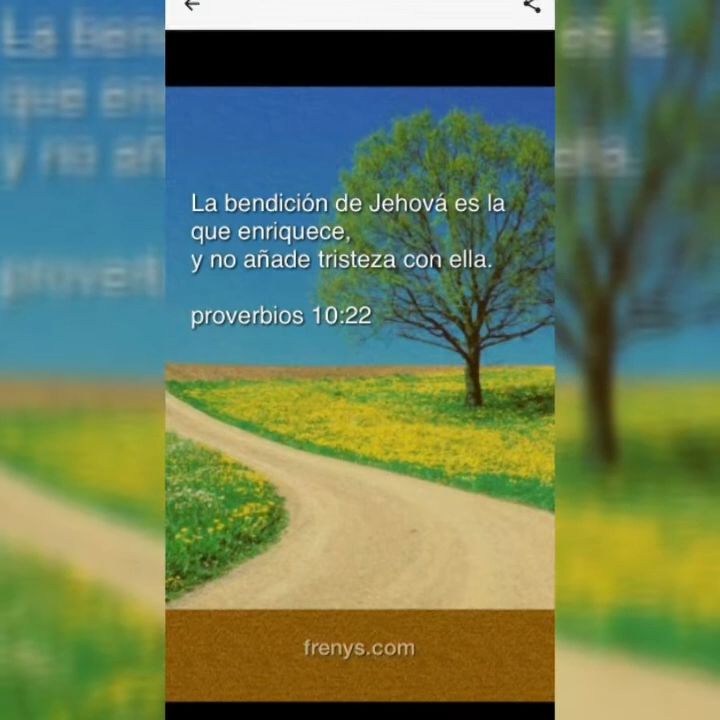 La bendición de Jehová es la
que enriquece,
y no añade tristeza con ella.
proverbios 10:22
frenys.com